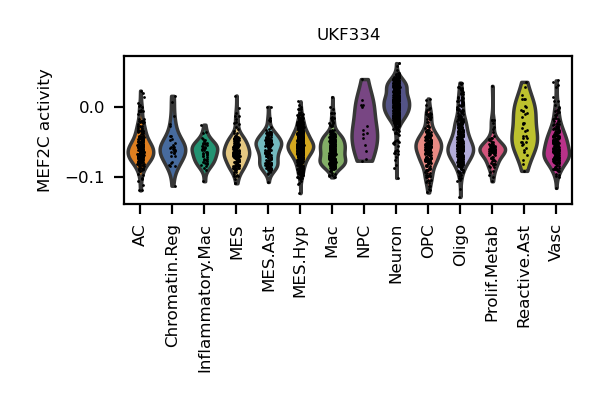 UKF334
MEF2C activity
0.0
−0.1
AC
Chromatin.Reg
Inflammatory.Mac
MES
MES.Ast
MES.Hyp
Mac
NPC
Neuron
OPC
Oligo
Prolif.Metab
Reactive.Ast
Vasc